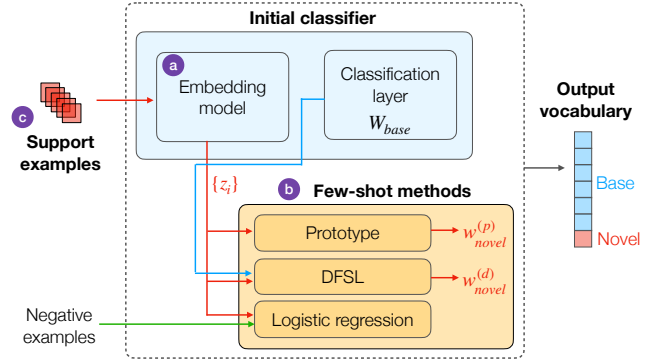 Initial classifier
a
Embedding
model
Classification
layer
W_base
c
Support
examples
Output
vocabulary
{z_i}
b
Few-shot methods
Base
Novel
Prototype
w_novel^(p)
DFSL
w_novel^(d)
Negative
examples
Logistic regression